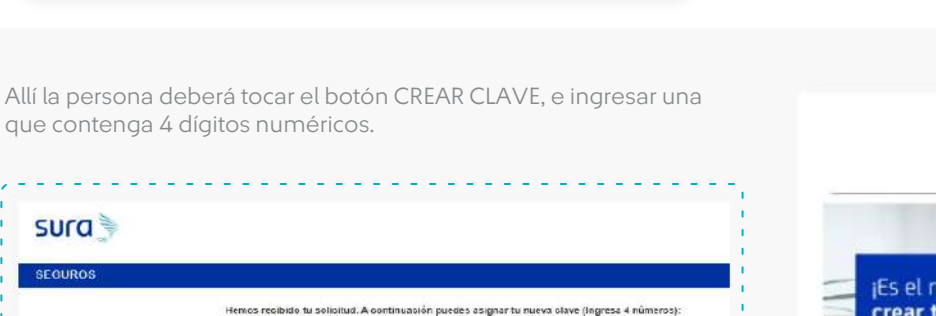 Allí la persona deberá tocar el botón CREAR CLAVE, e ingresar una
que contenga 4 dígitos numéricos.
sura
SEGUROS
Hemos recibido tu solicitud. A continuación puedes asignar tu nueva clave (Ingresa 4 números):
¡Es el
crear